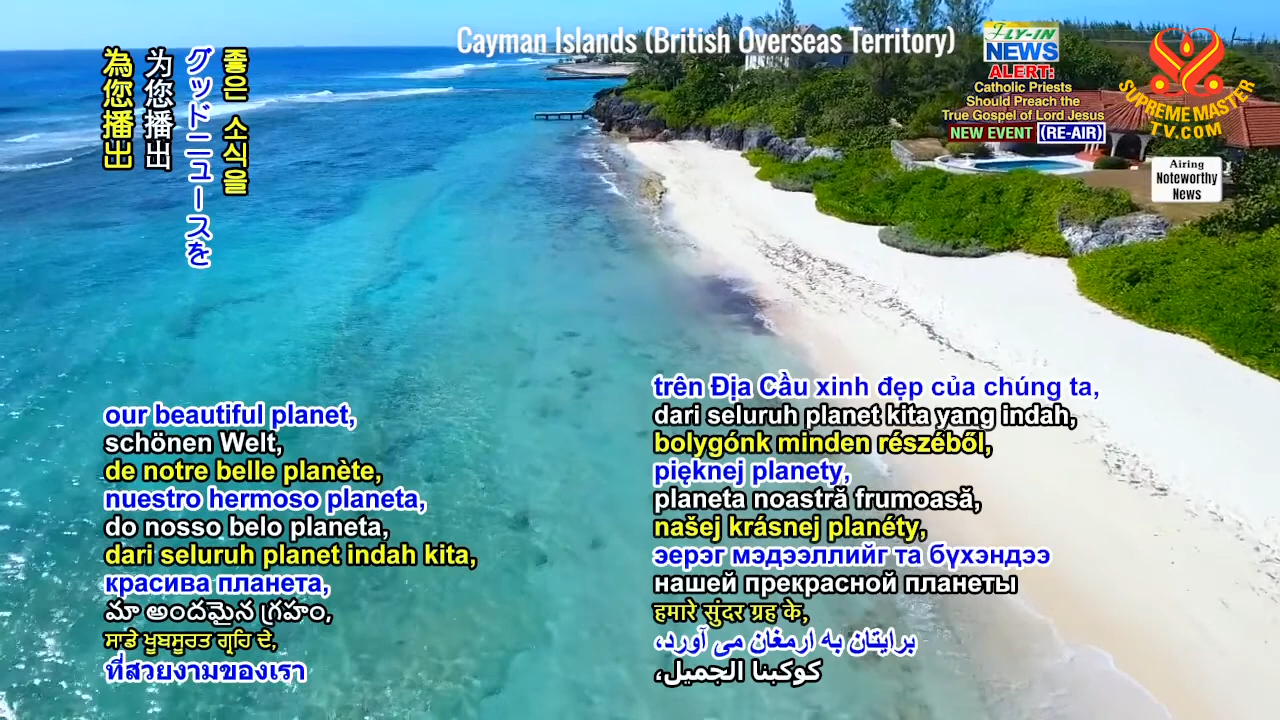 Cayman Islands (British Overseas Territory)
FLY-IN
NEWS
ALERT:
Catholic Priests
Should Preach the
True Gospel of Lord Jesus
NEW EVENT (RE-AIR)
SUPREME MASTER
TV.COM
Airing
Noteworthy
News
좋은 소식을
グッドニュースを
为您播出
為您播出
our beautiful planet,
schönen Welt,
de notre belle planète,
nuestro hermoso planeta,
do nosso belo planeta,
dari seluruh planet indah kita,
красива планета,
మా అందమైన గ్రహం,
ਸਾਡੇ ਖੂਬਸੂਰਤ ਗ੍ਰਹਿ ਦੇ,
ที่สวยงามของเรา
trên Địa Cầu xinh đẹp của chúng ta,
dari seluruh planet kita yang indah,
bolygónk minden részéből,
pięknej planety,
planeta noastră frumoasă,
našej krásnej planéty,
эерэг мэдээллийг та бүхэндээ
нашей прекрасной планеты
हमारे सुंदर ग्रह के,
برایتان به ارمغان می آورد،
كوكبنا الجميل،